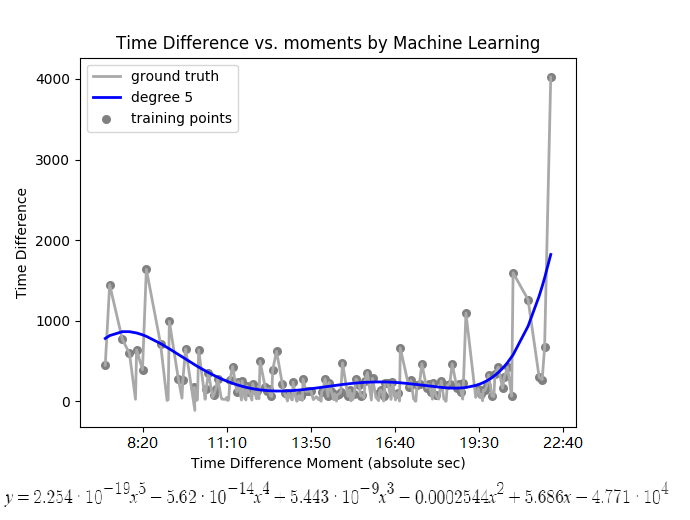 Time Difference vs. moments by Machine Learning
ground truth
degree 5
training points
4000
3000
2000
1000
0
Time Difference
8:20 11:10 13:50 16:40 19:30 22:40
Time Difference Moment (absolute sec)
y = 2.254 · 10^{−19}x^5 − 5.62 · 10^{−14}x^4 + 5.443 · 10^{−9}x^3 − 0.0002544x^2 + 5.686x − 4.771 · 10^4